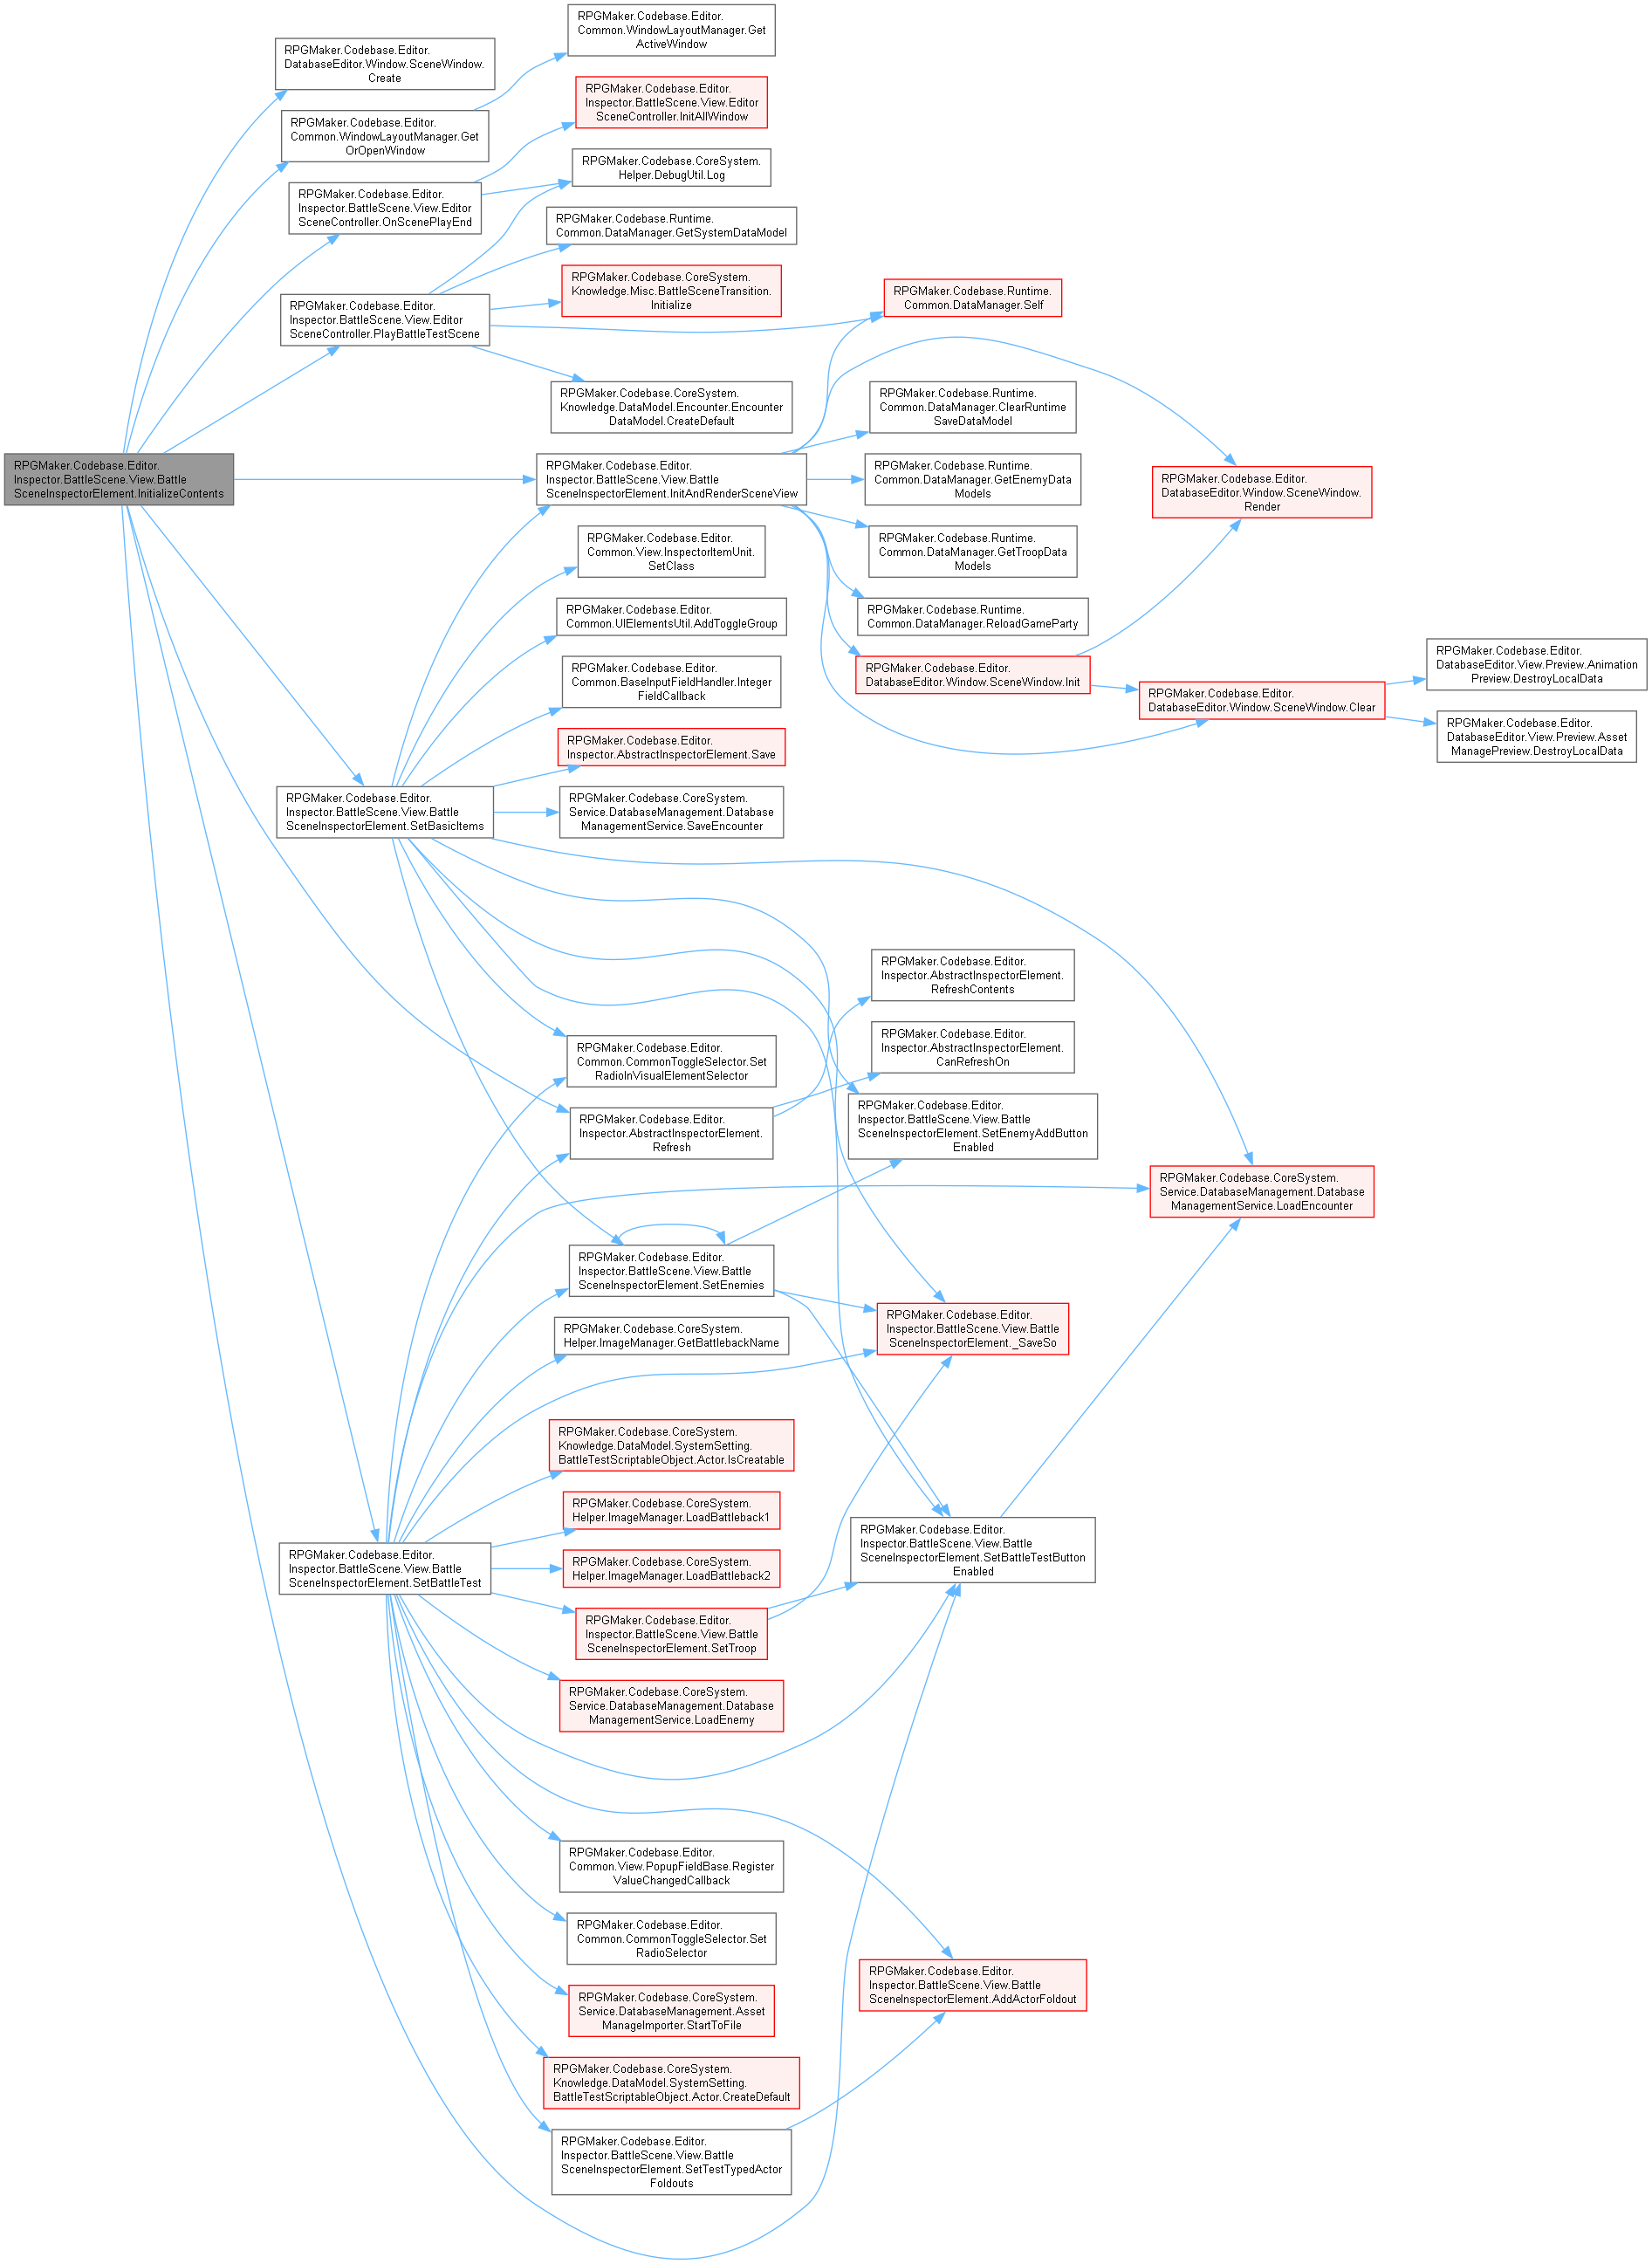 RPGMaker.Codebase.Editor.
Common.WindowLayoutManager.Get
ActiveWindow
RPGMaker.Codebase.Editor.
DatabaseEditor.Window.SceneWindow.
Create
RPGMaker.Codebase.Editor.
Inspector.BattleScene.View.Editor
SceneController.InitAllWindow
RPGMaker.Codebase.Editor.
Common.WindowLayoutManager.Get
OrOpenWindow
RPGMaker.Codebase.CoreSystem.
Helper.DebugUtil.Log
RPGMaker.Codebase.Editor.
Inspector.BattleScene.View.Editor
SceneController.OnScenePlayEnd
RPGMaker.Codebase.Runtime.
Common.DataManager.GetSystemDataModel
RPGMaker.Codebase.CoreSystem.
Knowledge.Misc.BattleSceneTransition.
Initialize
RPGMaker.Codebase.Runtime.
Common.DataManager.Self
RPGMaker.Codebase.Editor.
Inspector.BattleScene.View.Editor
SceneController.PlayBattleTestScene
RPGMaker.Codebase.CoreSystem.
Knowledge.DataModel.Encounter.Encounter
DataModel.CreateDefault
RPGMaker.Codebase.Runtime.
Common.DataManager.ClearRuntime
SaveDataModel
RPGMaker.Codebase.Editor.
Inspector.BattleScene.View.Battle
SceneInspectorElement.InitializeContents
RPGMaker.Codebase.Editor.
Inspector.BattleScene.View.Battle
SceneInspectorElement.InitAndRenderSceneView
RPGMaker.Codebase.Runtime.
Common.DataManager.GetEnemyData
Models
RPGMaker.Codebase.Editor.
DatabaseEditor.Window.SceneWindow.
Render
RPGMaker.Codebase.Editor.
Common.View.InspectorItemUnit.
SetClass
RPGMaker.Codebase.Runtime.
Common.DataManager.GetTroopData
Models
RPGMaker.Codebase.Editor.
Common.UIElementsUtil.AddToggleGroup
RPGMaker.Codebase.Runtime.
Common.DataManager.ReloadGameParty
RPGMaker.Codebase.Editor.
Common.BaseInputFieldHandler.Integer
FieldCallback
RPGMaker.Codebase.Editor.
DatabaseEditor.Window.SceneWindow.Init
RPGMaker.Codebase.Editor.
DatabaseEditor.Window.SceneWindow.Clear
RPGMaker.Codebase.Editor.
DatabaseEditor.View.Preview.Animation
Preview.DestroyLocalData
RPGMaker.Codebase.Editor.
DatabaseEditor.View.Preview.Asset
ManagePreview.DestroyLocalData
RPGMaker.Codebase.Editor.
Inspector.AbstractInspectorElement.Save
RPGMaker.Codebase.Editor.
Inspector.BattleScene.View.Battle
SceneInspectorElement.SetBasicItems
RPGMaker.Codebase.CoreSystem.
Service.DatabaseManagement.Database
ManagementService.SaveEncounter
RPGMaker.Codebase.Editor.
Inspector.AbstractInspectorElement.
RefreshContents
RPGMaker.Codebase.Editor.
Inspector.AbstractInspectorElement.
CanRefreshOn
RPGMaker.Codebase.Editor.
Common.CommonToggleSelector.Set
RadioInVisualElementSelector
RPGMaker.Codebase.Editor.
Inspector.AbstractInspectorElement.
Refresh
RPGMaker.Codebase.Editor.
Inspector.BattleScene.View.Battle
SceneInspectorElement.SetEnemyAddButton
Enabled
RPGMaker.Codebase.CoreSystem.
Service.DatabaseManagement.Database
ManagementService.LoadEncounter
RPGMaker.Codebase.Editor.
Inspector.BattleScene.View.Battle
SceneInspectorElement.SetEnemies
RPGMaker.Codebase.CoreSystem.
Helper.ImageManager.GetBattlebackName
RPGMaker.Codebase.Editor.
Inspector.BattleScene.View.Battle
SceneInspectorElement._SaveSo
RPGMaker.Codebase.CoreSystem.
Knowledge.DataModel.SystemSetting.
BattleTestScriptableObject.Actor.IsCreatable
RPGMaker.Codebase.CoreSystem.
Helper.ImageManager.LoadBattleback1
RPGMaker.Codebase.Editor.
Inspector.BattleScene.View.Battle
SceneInspectorElement.SetBattleTest
RPGMaker.Codebase.CoreSystem.
Helper.ImageManager.LoadBattleback2
RPGMaker.Codebase.Editor.
Inspector.BattleScene.View.Battle
SceneInspectorElement.SetBattleTestButton
Enabled
RPGMaker.Codebase.Editor.
Inspector.BattleScene.View.Battle
SceneInspectorElement.SetTroop
RPGMaker.Codebase.CoreSystem.
Service.DatabaseManagement.Database
ManagementService.LoadEnemy
RPGMaker.Codebase.Editor.
Common.View.PopupFieldBase.Register
ValueChangedCallback
RPGMaker.Codebase.Editor.
Common.CommonToggleSelector.Set
RadioSelector
RPGMaker.Codebase.CoreSystem.
Service.DatabaseManagement.Asset
ManageImporter.StartToFile
RPGMaker.Codebase.Editor.
Inspector.BattleScene.View.Battle
SceneInspectorElement.AddActorFoldout
RPGMaker.Codebase.CoreSystem.
Knowledge.DataModel.SystemSetting.
BattleTestScriptableObject.Actor.CreateDefault
RPGMaker.Codebase.Editor.
Inspector.BattleScene.View.Battle
SceneInspectorElement.SetTestTypedActor
Foldouts